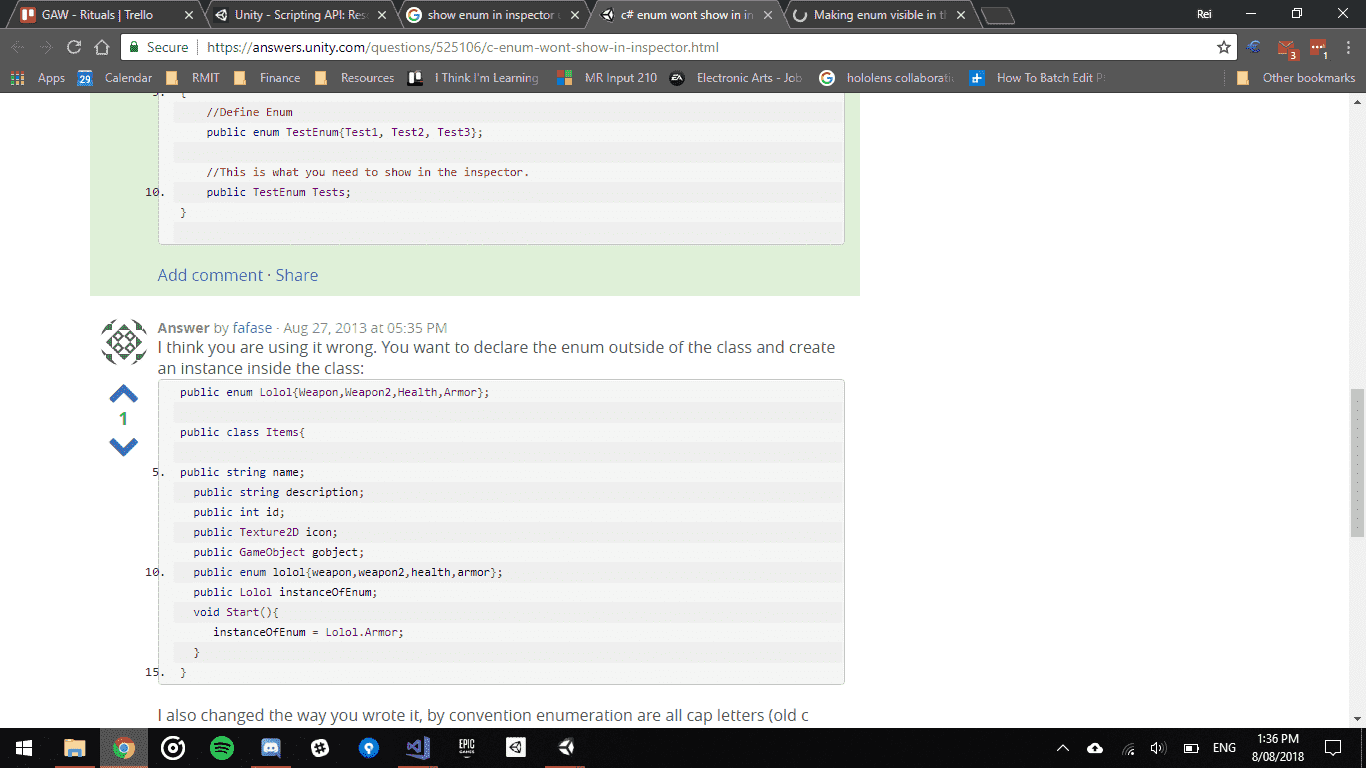 GAW - Rituals | Trello
Unity - Scripting API: Res
show enum in inspector
c# enum wont show in in
Making enum visible in t
Rei
Secure
https://answers.unity.com/questions/525106/c-enum-wont-show-in-inspector.html
3
1
Apps
29
Calendar
RMIT
Finance
Resources
I Think I'm Learning
MR Input 210
EA
Electronic Arts - Job
hololens collaborati
How To Batch Edit P
Other bookmarks
{
//Define Enum
public enum TestEnum{Test1, Test2, Test3};
//This is what you need to show in the inspector.
10. public TestEnum Tests;
}
Add comment · Share
Answer by fafase · Aug 27, 2013 at 05:35 PM
I think you are using it wrong. You want to declare the enum outside of the class and create
an instance inside the class:
1
public enum Lolol{Weapon,Weapon2,Health,Armor};
public class Items{
5. public string name;
public string description;
public int id;
public Texture2D icon;
public GameObject gobject;
10. public enum lolol{weapon,weapon2,health,armor};
public Lolol instanceOfEnum;
void Start(){
instanceOfEnum = Lolol.Armor;
}
15. }
I also changed the way you wrote it, by convention enumeration are all cap letters (old c
EPIC
GAMES
ENG
1:36 PM
8/08/2018